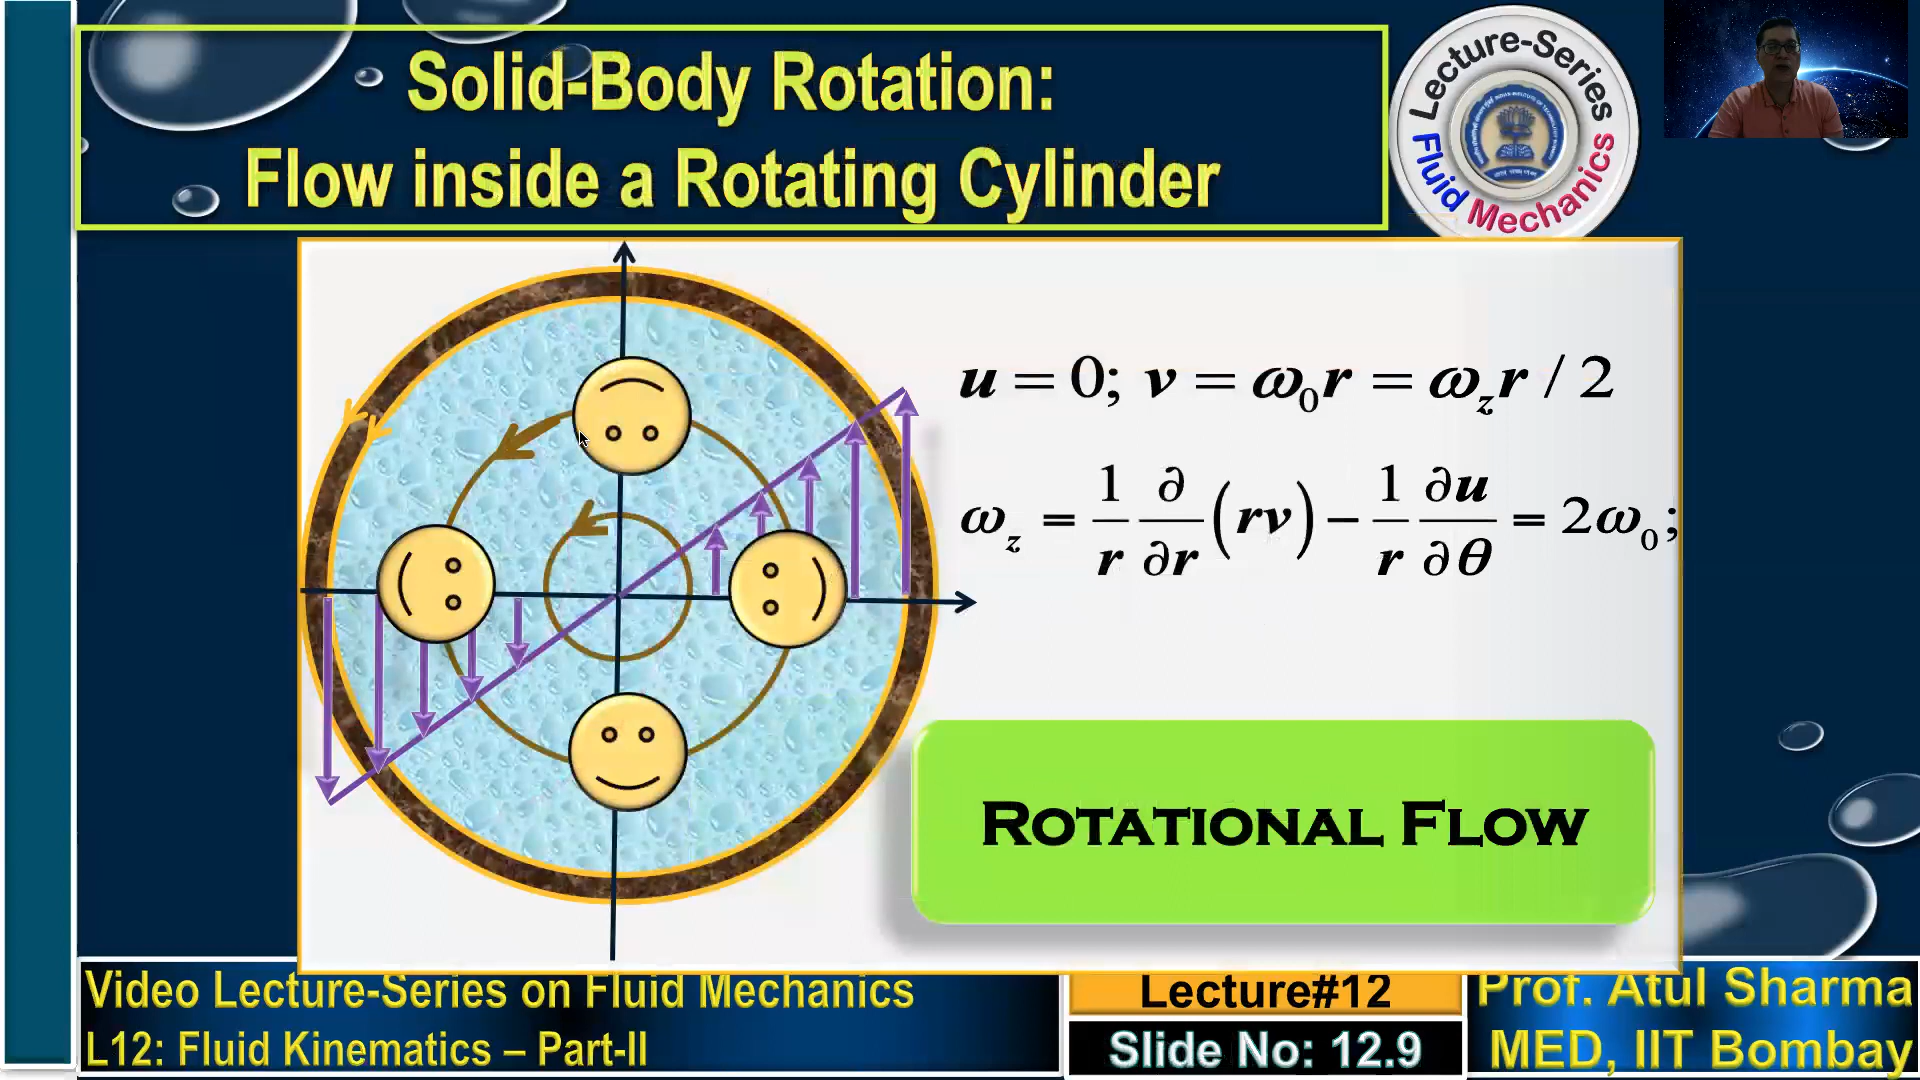 Solid-Body Rotation:
Flow inside a Rotating Cylinder
Lecture-Series
Fluid Mechanics
u = 0; v = ω₀r = ω_z r / 2
ω_z = 1/r ∂/∂r (rv) − 1/r ∂u/∂θ = 2ω₀;
ROTATIONAL FLOW
Video Lecture-Series on Fluid Mechanics
L12: Fluid Kinematics – Part-II
Lecture#12
Slide No: 12.9
Prof. Atul Sharma
MED, IIT Bombay